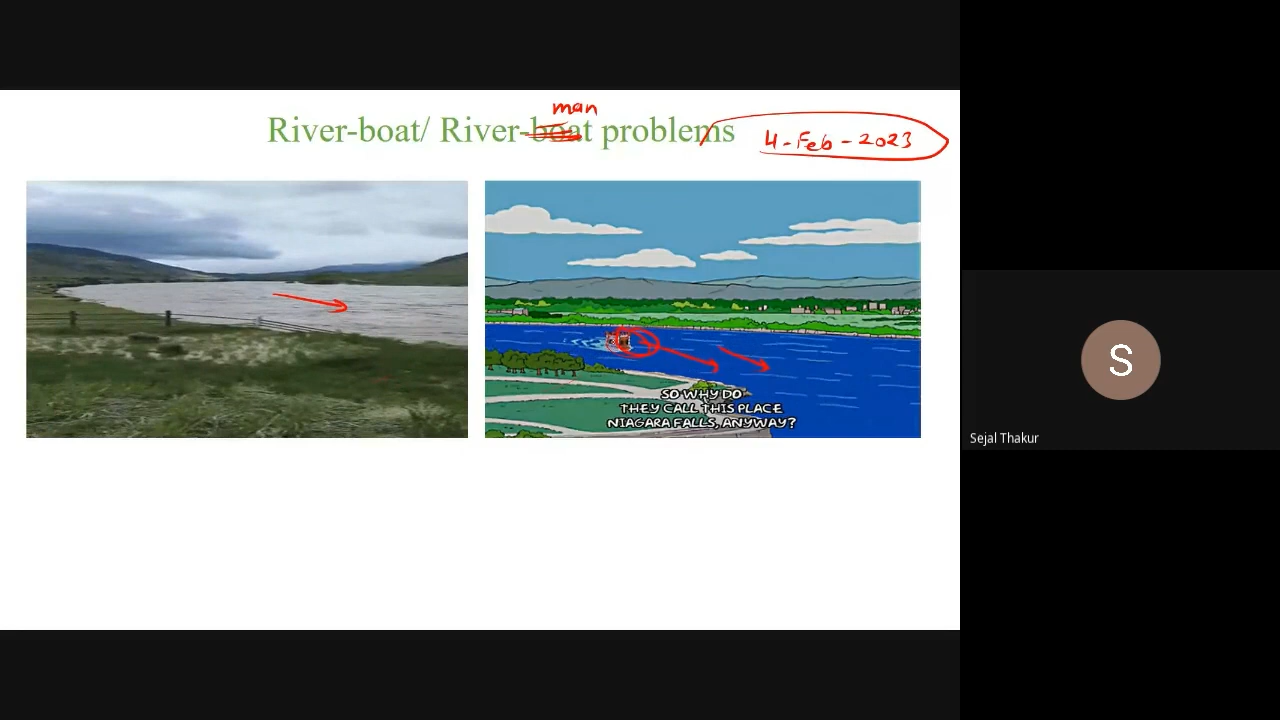 man
River-boat/ River-boat problems
4-Feb-2023
SO WHY DO
THEY CALL THIS PLACE
NIAGARA FALLS, ANYWAY?
S
Sejal Thakur